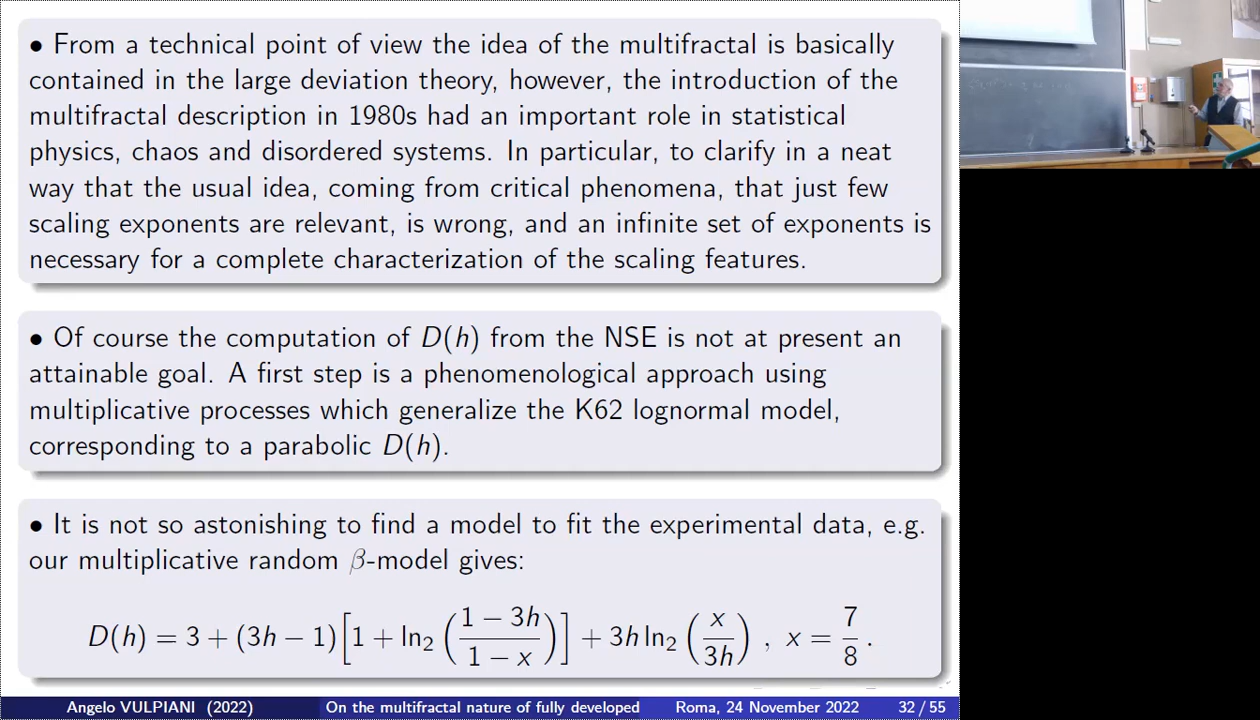 • From a technical point of view the idea of the multifractal is basically
contained in the large deviation theory, however, the introduction of the
multifractal description in 1980s had an important role in statistical
physics, chaos and disordered systems. In particular, to clarify in a neat
way that the usual idea, coming from critical phenomena, that just few
scaling exponents are relevant, is wrong, and an infinite set of exponents is
necessary for a complete characterization of the scaling features.
• Of course the computation of D(h) from the NSE is not at present an
attainable goal. A first step is a phenomenological approach using
multiplicative processes which generalize the K62 lognormal model,
corresponding to a parabolic D(h).
• It is not so astonishing to find a model to fit the experimental data, e.g.
our multiplicative random β-model gives:
D(h) = 3 + (3h − 1)[1 + ln₂((1 − 3h)/(1 − x))] + 3h ln₂(x/3h) , x = 7/8 .
Angelo VULPIANI (2022) On the multifractal nature of fully developed Roma, 24 November 2022 32 / 55